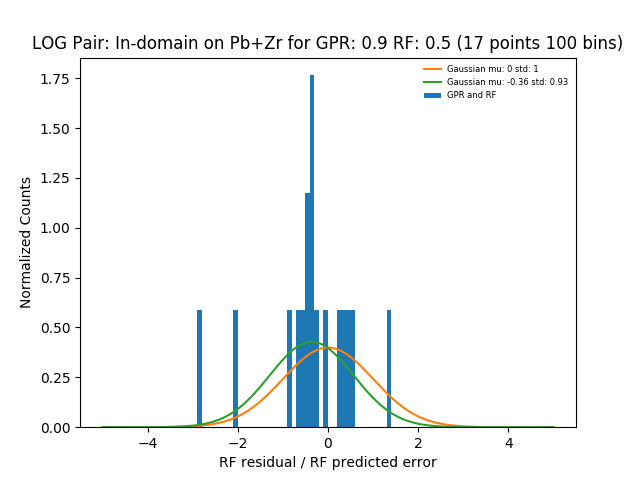 LOG Pair: In-domain on Pb+Zr for GPR: 0.9 RF: 0.5 (17 points 100 bins)
Gaussian mu: 0 std: 1
Gaussian mu: -0.36 std: 0.93
GPR and RF
Normalized Counts
1.75
1.50
1.25
1.00
0.75
0.50
0.25
0.00
−4 −2 0 2 4
RF residual / RF predicted error